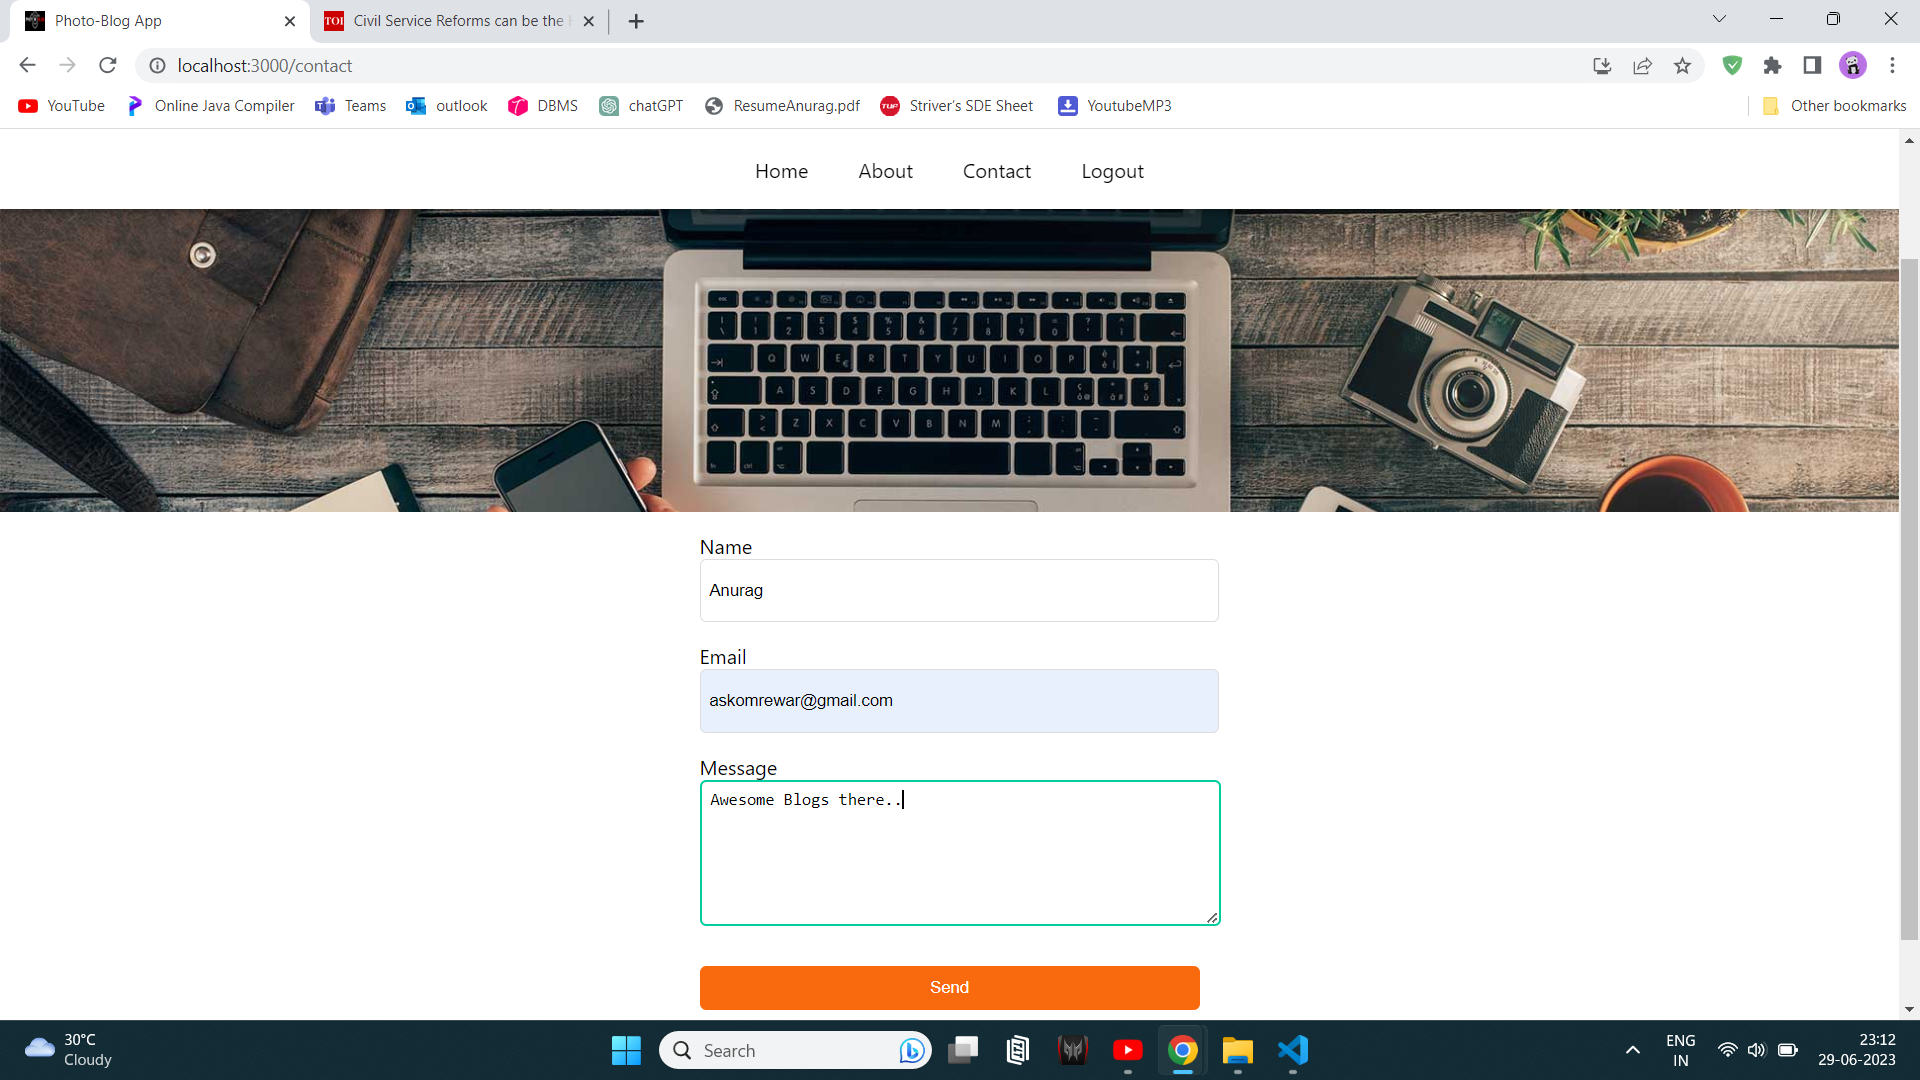 Photo-Blog App
TOI Civil Service Reforms can be the
localhost:3000/contact
YouTube
Online Java Compiler
Teams
outlook
DBMS
chatGPT
ResumeAnurag.pdf
TUF Striver's SDE Sheet
YoutubeMP3
Other bookmarks
Home
About
Contact
Logout
Name
Anurag
Email
askomrewar@gmail.com
Message
Awesome Blogs there..
Send
30°C
Cloudy
Search
ENG
IN
23:12
29-06-2023